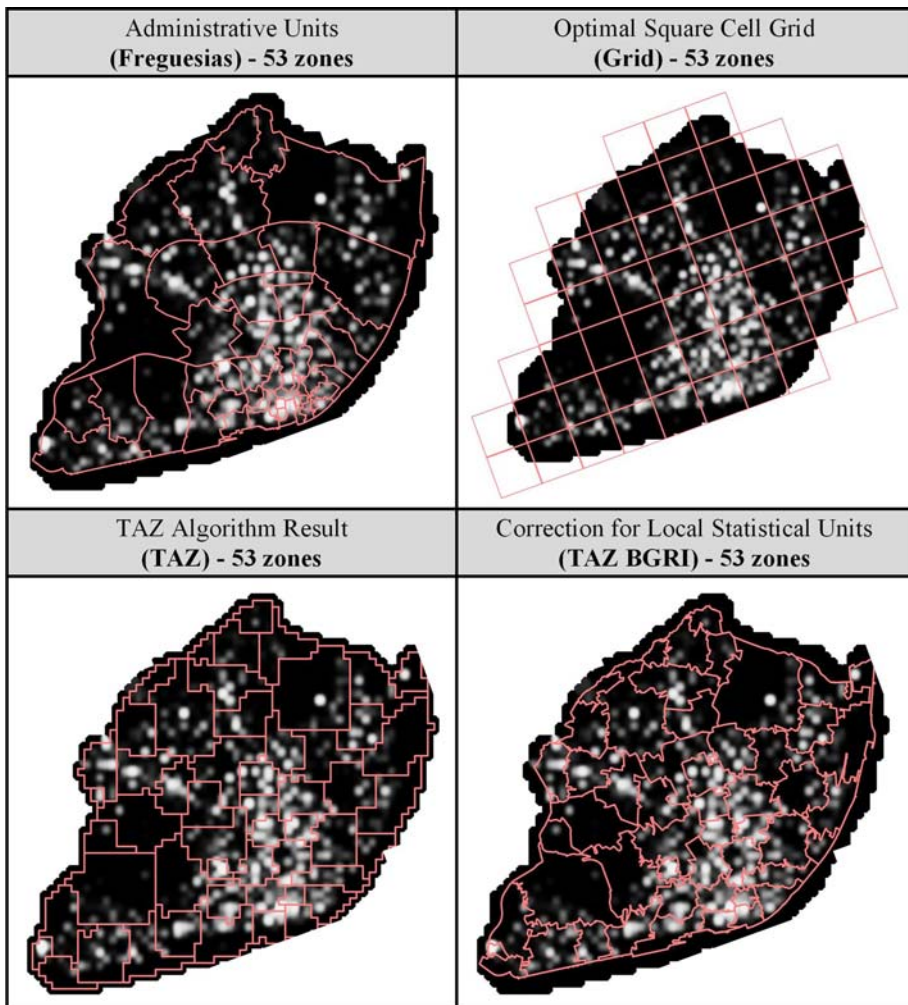 Administrative Units
(Freguesias) - 53 zones
Optimal Square Cell Grid
(Grid) - 53 zones
TAZ Algorithm Result
(TAZ) - 53 zones
Correction for Local Statistical Units
(TAZ BGRI) - 53 zones